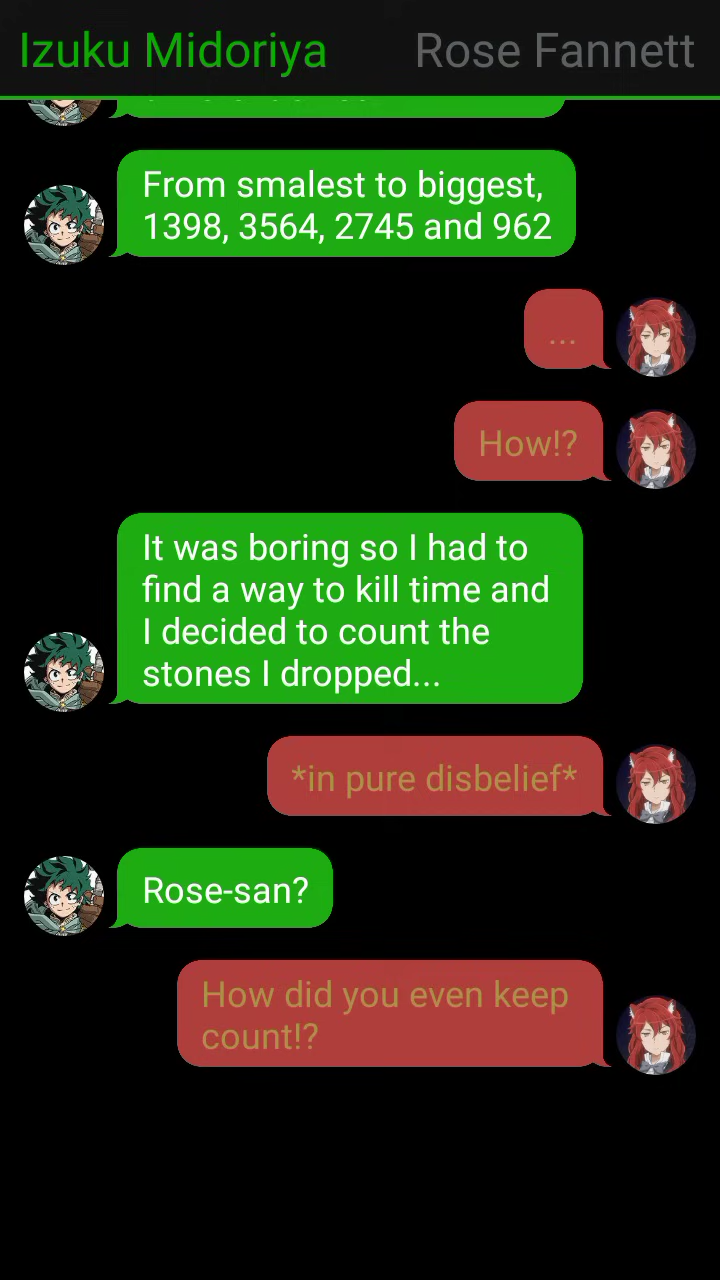 Izuku Midoriya
Rose Fannett
From smalest to biggest,
1398, 3564, 2745 and 962
...
How!?
It was boring so I had to
find a way to kill time and
I decided to count the
stones I dropped...
*in pure disbelief*
Rose-san?
How did you even keep
count!?